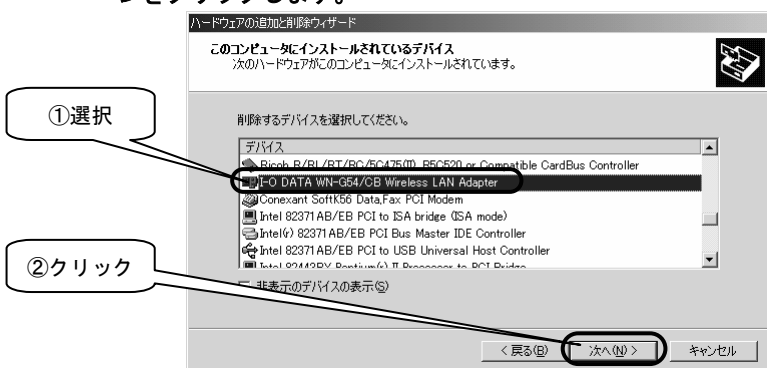 ンをクリックします。
ハードウェアの追加と削除ウィザード
このコンピュータにインストールされているデバイス
次のハードウェアがこのコンピュータにインストールされています。
①選択
削除するデバイスを選択してください。
デバイス
Ricoh R/RL/RT/RC/5C475(II), R5C520 or Compatible CardBus Controller
I-O DATA WN-G54/CB Wireless LAN Adapter
Conexant SoftK56 Data,Fax PCI Modem
Intel 82371AB/EB PCI to ISA bridge (ISA mode)
Intel(r) 82371AB/EB PCI Bus Master IDE Controller
Intel 82371AB/EB PCI to USB Universal Host Controller
Intel 82443BX Pentium(r) II Processor to PCI Bridge
②クリック
非表示のデバイスの表示(S)
< 戻る(B)
次へ(N) >
キャンセル